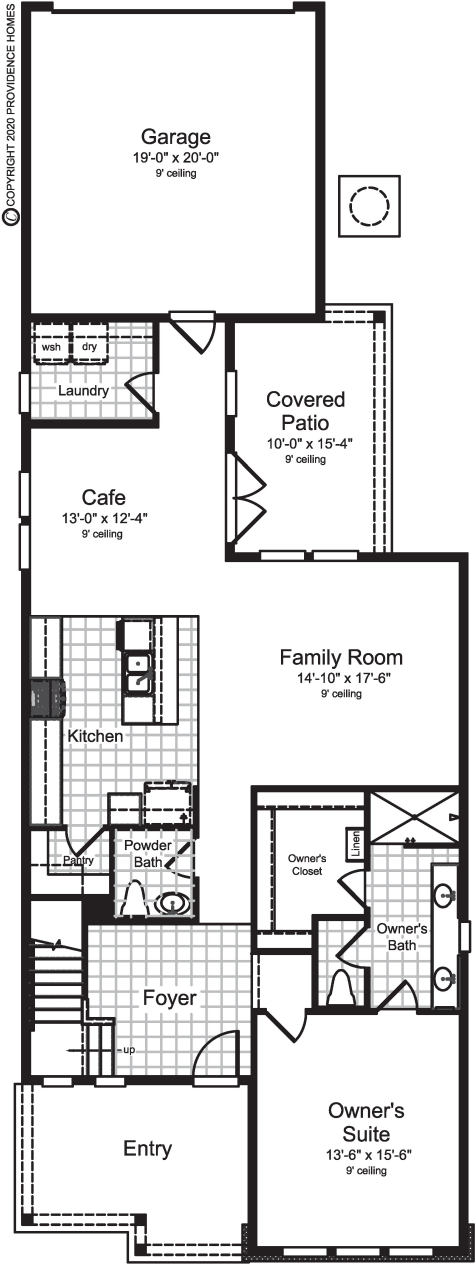 © COPYRIGHT 2020 PROVIDENCE HOMES
Garage
19'-0" x 20'-0"
9' ceiling
wsh
dry
Laundry
Covered
Patio
10'-0" x 15'-4"
9' ceiling
Cafe
13'-0" x 12'-4"
9' ceiling
Family Room
14'-10" x 17'-6"
9' ceiling
Kitchen
Pantry
Powder
Bath
Linen
Owner's
Closet
Owner's
Bath
Foyer
up
Entry
Owner's
Suite
13'-6" x 15'-6"
9' ceiling